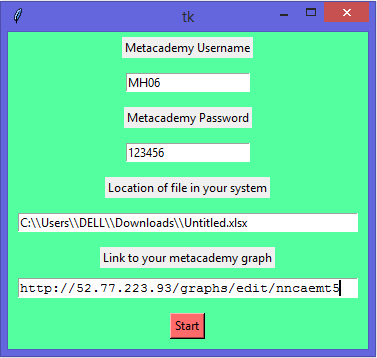 tk
Metacademy Username
MH06
Metacademy Password
123456
Location of file in your system
C:\\Users\\DELL\\Downloads\\Untitled.xlsx
Link to your metacademy graph
http://52.77.223.93/graphs/edit/nncaemt5
Start